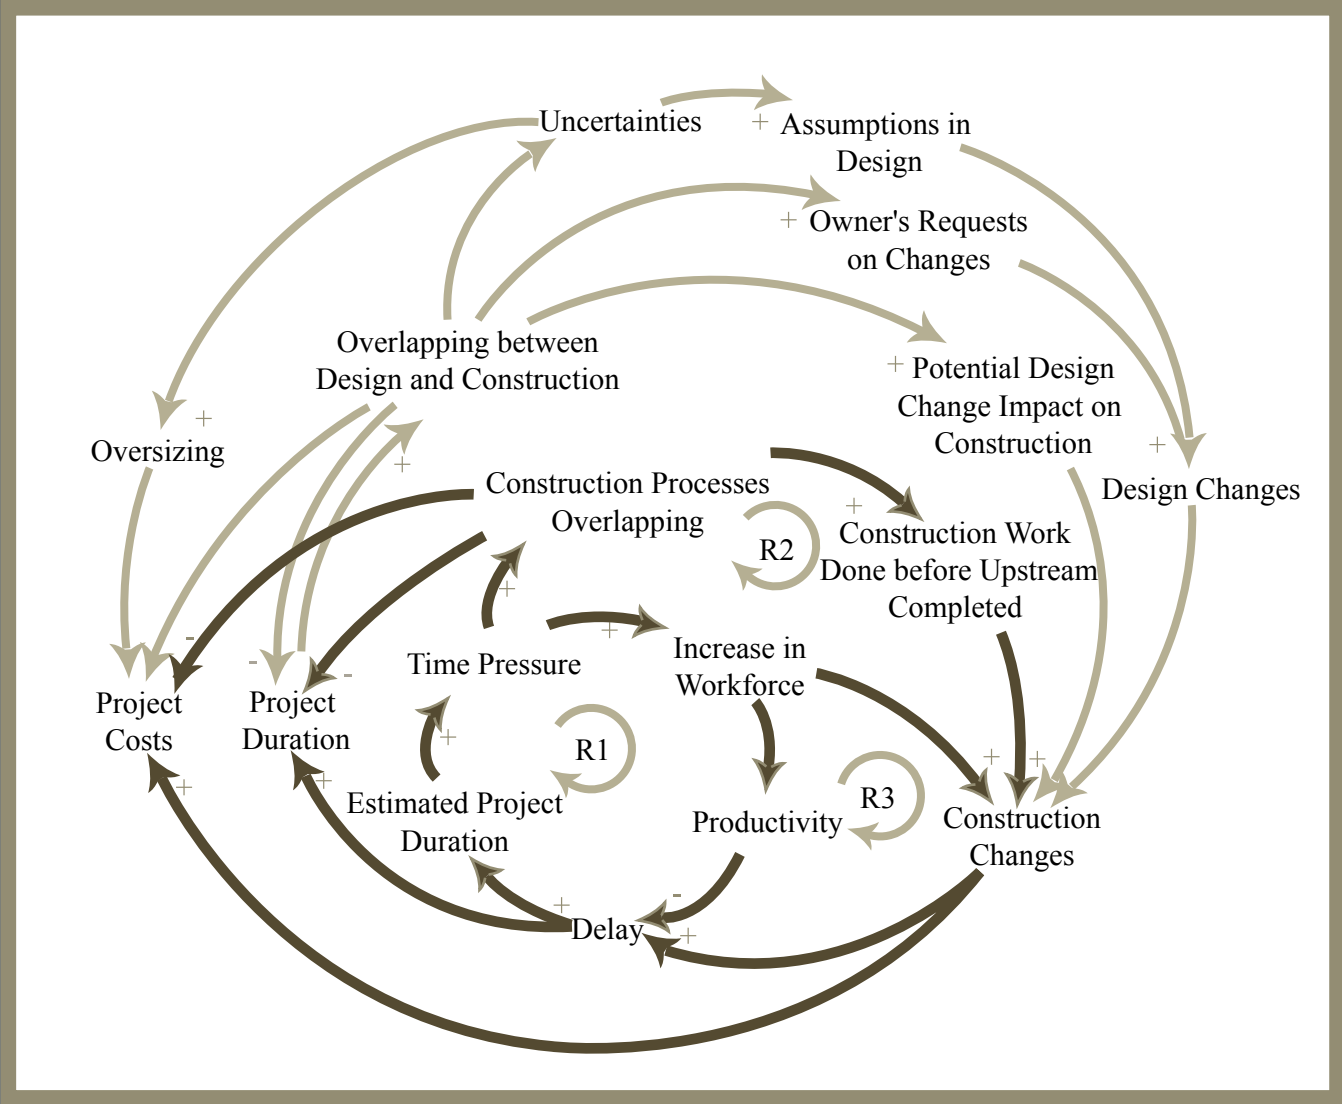 Uncertainties
+
Assumptions in
Design
+
Owner's Requests
on Changes
Overlapping between
Design and Construction
+
Potential Design
Change Impact on
Construction
+
Oversizing
+
+
Design Changes
Construction Processes
Overlapping
+
Construction Work
Done before Upstream
Completed
R2
+
+
Time Pressure
Increase in
Workforce
-
-
-
Project
Costs
Project
Duration
+
R1
+
+
+
+
Estimated Project
Duration
R3
Productivity
Construction
Changes
+
-
+
Delay